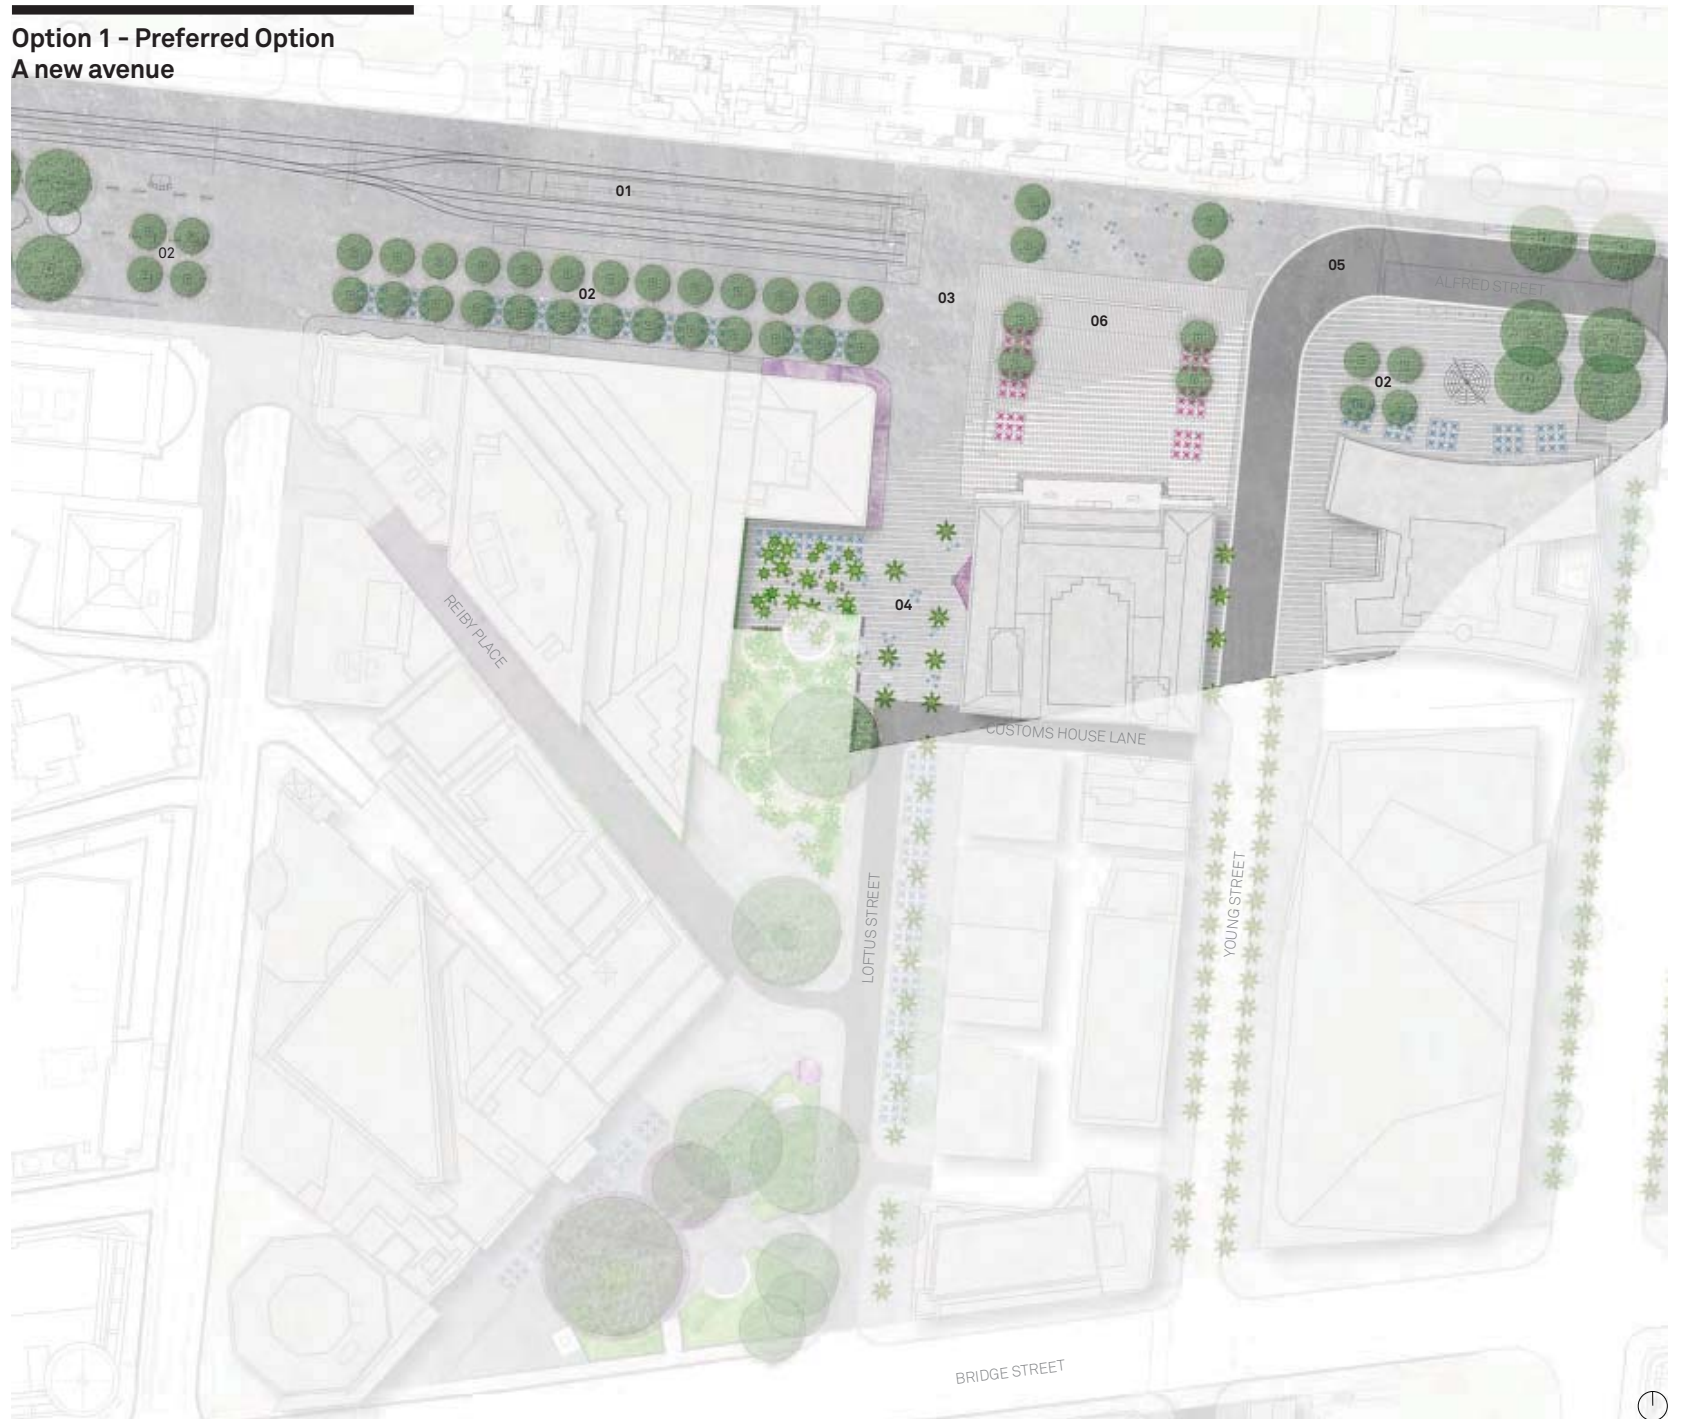 Option 1 - Preferred Option
A new avenue
01
02
02
03
05
ALFRED STREET
06
02
04
REIBY PLACE
CUSTOMS HOUSE LANE
LOFTUS STREET
YOUNG STREET
BRIDGE STREET